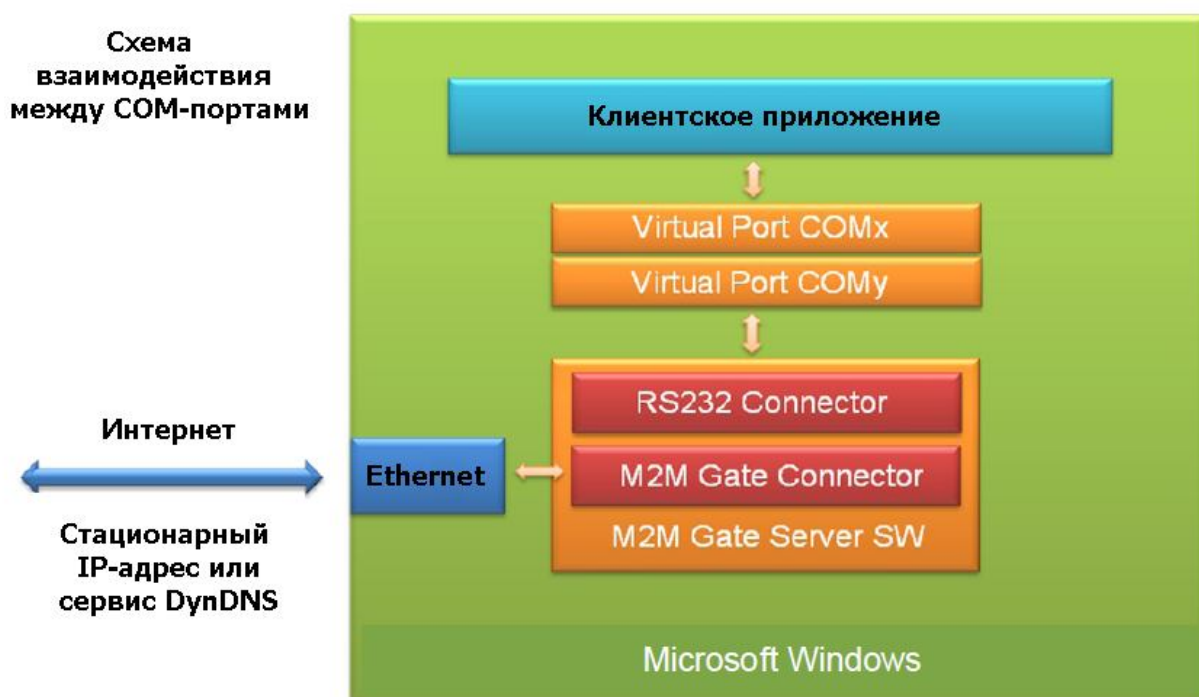 Схема
взаимодействия
между COM-портами
Клиентское приложение
Virtual Port COMx
Virtual Port COMy
RS232 Connector
M2M Gate Connector
M2M Gate Server SW
Интернет
Ethernet
Стационарный
IP-адрес или
сервис DynDNS
Microsoft Windows